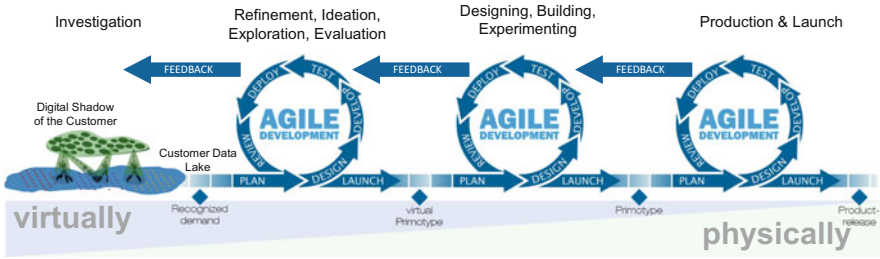 Investigation
Refinement, Ideation,
Exploration, Evaluation
Designing, Building,
Experimenting
Production & Launch
FEEDBACK
FEEDBACK
FEEDBACK
Digital Shadow
of the Customer
Customer Data
Lake
DEPLOY
TEST
DEVELOP
AGILE
DEVELOPMENT
REVIEW
DESIGN
PLAN
LAUNCH
DEPLOY
TEST
DEVELOP
AGILE
DEVELOPMENT
REVIEW
DESIGN
PLAN
LAUNCH
DEPLOY
TEST
DEVELOP
AGILE
DEVELOPMENT
REVIEW
DESIGN
PLAN
LAUNCH
virtually
Recognized
demand
virtual
Primotype
Primotype
Product-
release
physically